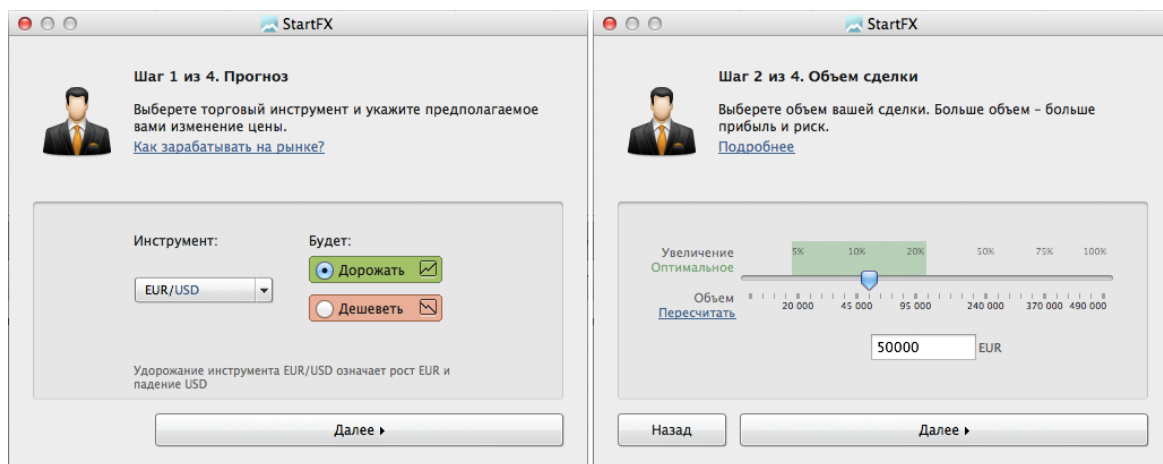 StartFX
Шаг 1 из 4. Прогноз
Выберете торговый инструмент и укажите предполагаемое
вами изменение цены.
Как зарабатывать на рынке?
Инструмент:
Будет:
EUR/USD
Дорожать
Дешеветь
Удорожание инструмента EUR/USD означает рост EUR и
падение USD
Далее
StartFX
Шаг 2 из 4. Объем сделки
Выберете объем вашей сделки. Больше объем – больше
прибыль и риск.
Подробнее
Увеличение
Оптимальное
5% 10% 20% 50% 75% 100%
Объем
Пересчитать
20 000 45 000 95 000 240 000 370 000 490 000
50000 EUR
Назад
Далее